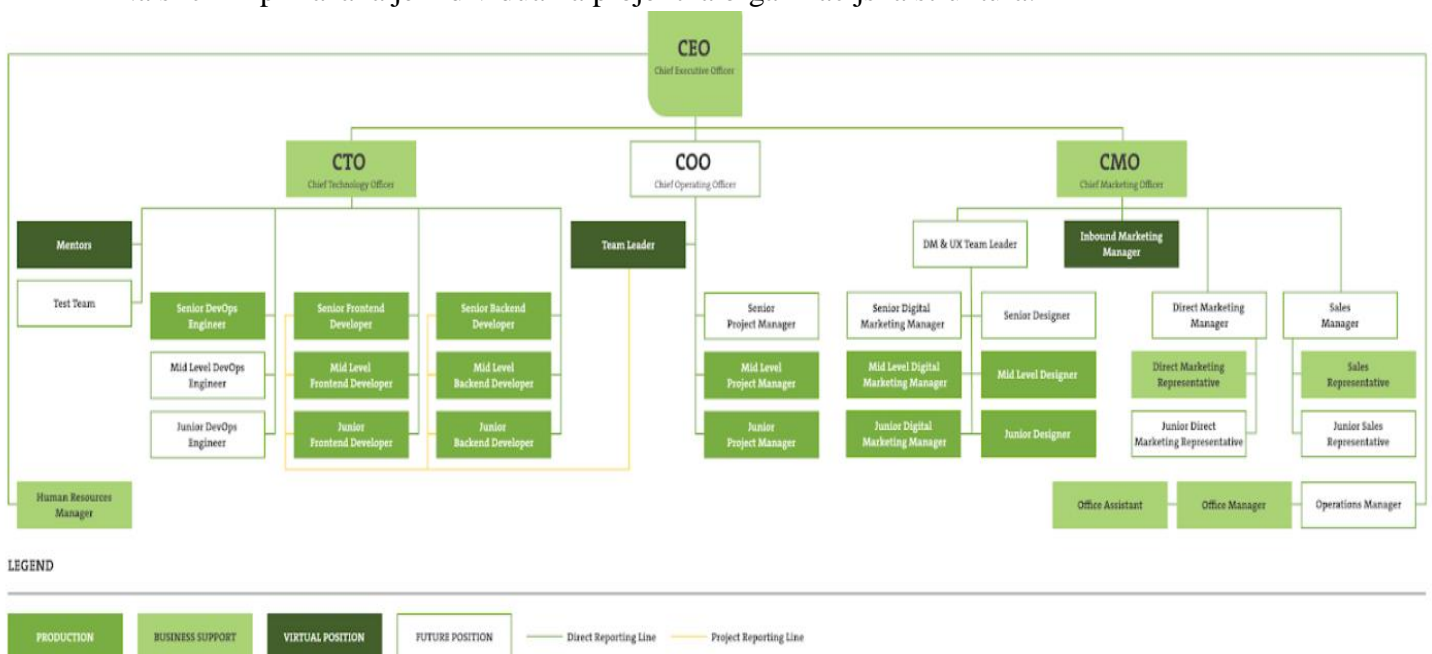 CEO
Chief Executive Officer
CTO
Chief Technology Officer
COO
Chief Operating Officer
CMO
Chief Marketing Officer
Mentors
Test Team
Senior DevOps
Engineer
Mid Level DevOps
Engineer
Junior DevOps
Engineer
Senior Frontend
Developer
Mid Level
Frontend Developer
Junior
Frontend Developer
Senior Backend
Developer
Mid Level
Backend Developer
Junior
Backend Developer
Team Leader
Senior
Project Manager
Mid Level
Project Manager
Junior
Project Manager
DM & UX Team Leader
Senior Digital
Marketing Manager
Mid Level Digital
Marketing Manager
Junior Digital
Marketing Manager
Senior Designer
Mid Level Designer
Junior Designer
Inbound Marketing
Manager
Direct Marketing
Manager
Direct Marketing
Representative
Junior Direct
Marketing Representative
Sales
Manager
Sales
Representative
Junior Sales
Representative
Human Resources
Manager
Office Assistant
Office Manager
Operations Manager
LEGEND
PRODUCTION
BUSINESS SUPPORT
VIRTUAL POSITION
FUTURE POSITION
Direct Reporting Line
Project Reporting Line